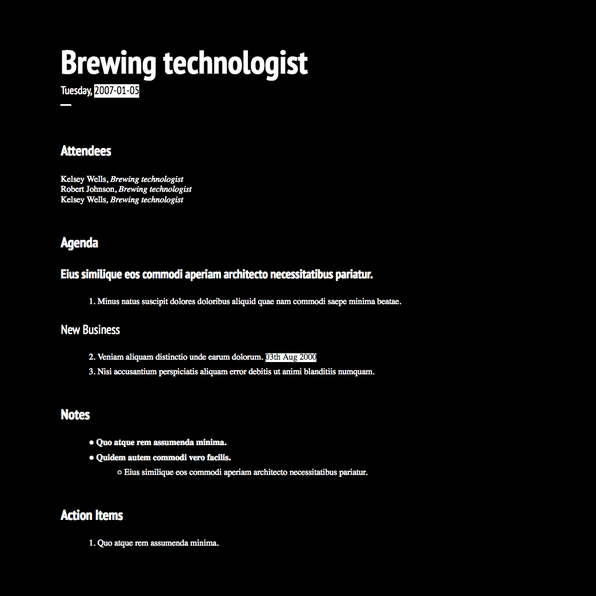 Brewing technologist
Tuesday, 2007-01-05
Attendees
Kelsey Wells, Brewing technologist
Robert Johnson, Brewing technologist
Kelsey Wells, Brewing technologist
Agenda
Eius similique eos commodi aperiam architecto necessitatibus pariatur.
1. Minus natus suscipit dolores doloribus aliquid quae nam commodi saepe minima beatae.
New Business
2. Veniam aliquam distinctio unde earum dolorum. 03th Aug 2000
3. Nisi accusantium perspiciatis aliquam error debitis ut animi blanditiis numquam.
Notes
• Quo atque rem assumenda minima.
• Quidem autem commodi vero facilis.
○ Eius similique eos commodi aperiam architecto necessitatibus pariatur.
Action Items
1. Quo atque rem assumenda minima.